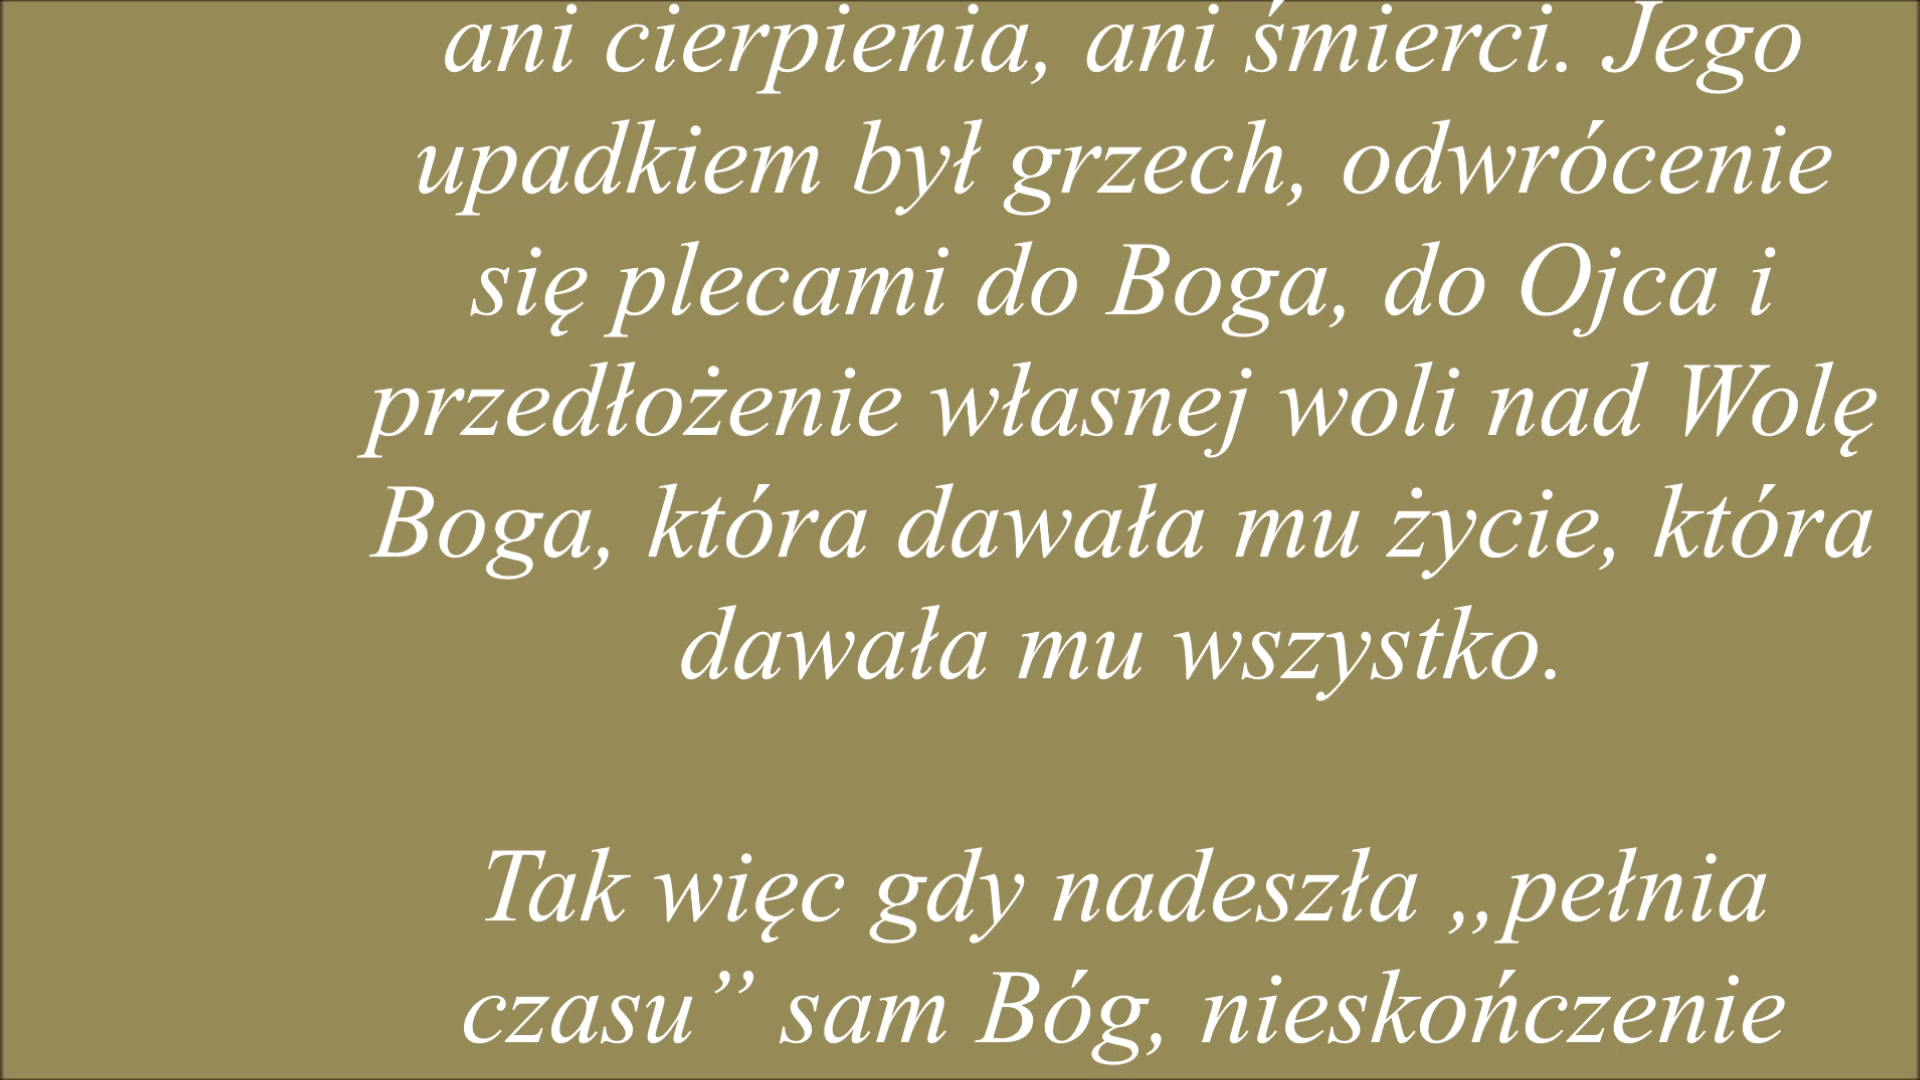 ani cierpienia, ani śmierci. Jego
upadkiem był grzech, odwrócenie
się plecami do Boga, do Ojca i
przedłożenie własnej woli nad Wolę
Boga, która dawała mu życie, która
dawała mu wszystko.
Tak więc gdy nadeszła ,,pełnia
czasu” sam Bóg, nieskończenie